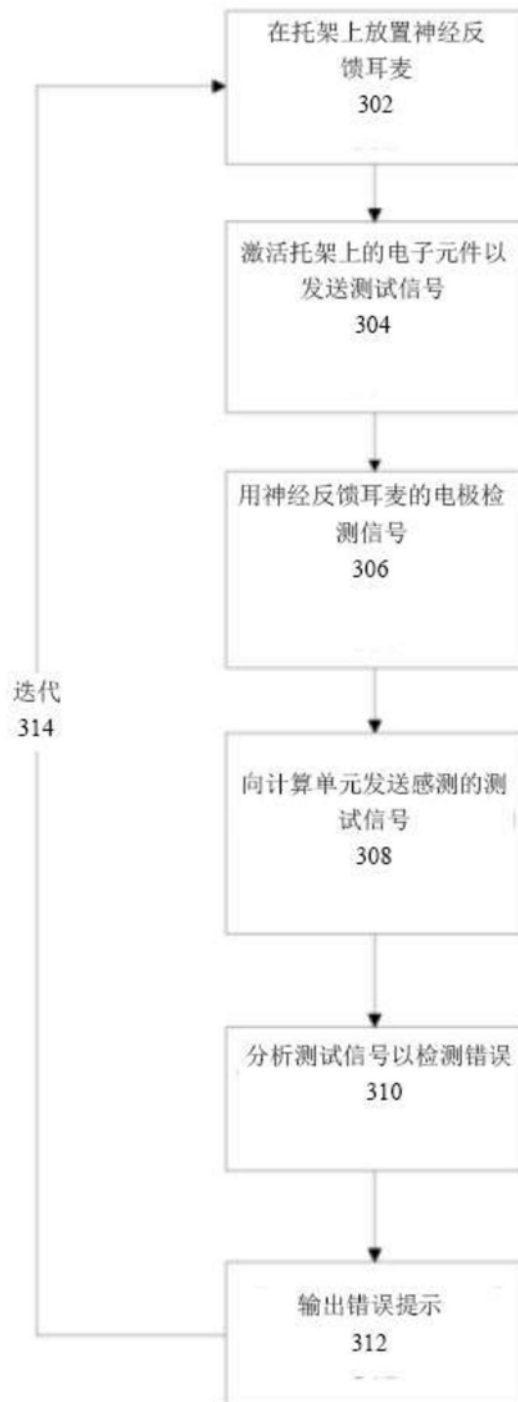 在托架上放置神经反
馈耳麦
302
激活托架上的电子元件以
发送测试信号
304
用神经反馈耳麦的电极检
测信号
306
迭代
314
向计算单元发送感测的测
试信号
308
分析测试信号以检测错误
310
输出错误提示
312